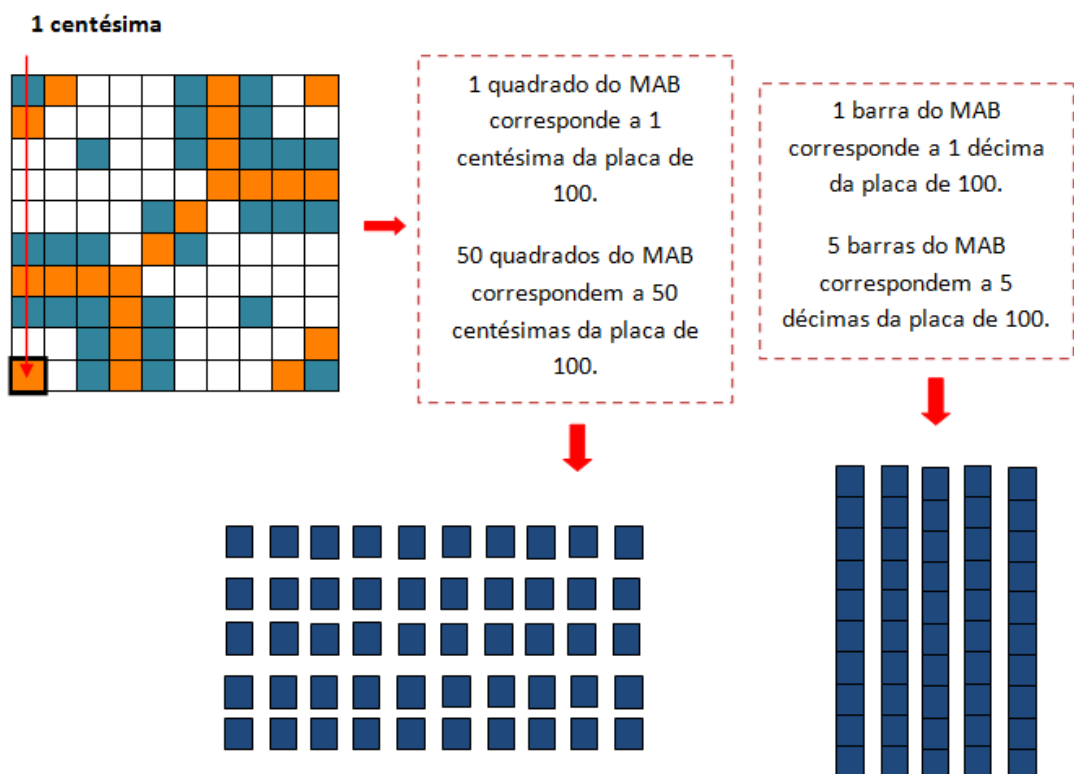 1 centésima
1 quadrado do MAB
corresponde a 1
centésima da placa de
100.
50 quadrados do MAB
correspondem a 50
centésimas da placa de
100.
1 barra do MAB
corresponde a 1 décima
da placa de 100.
5 barras do MAB
correspondem a 5
décimas da placa de 100.